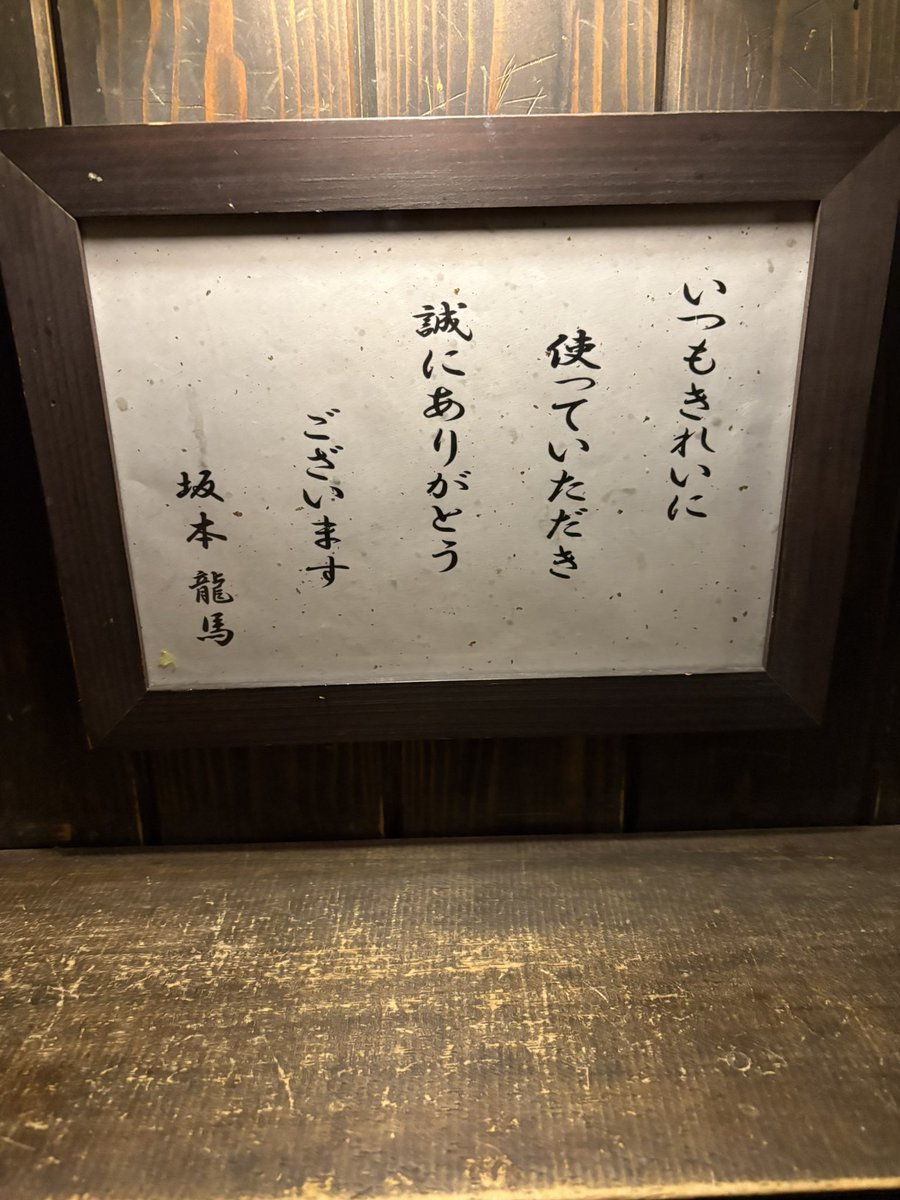 いつもきれいに
使っていただき
誠にありがとう
ございます
坂本龍馬